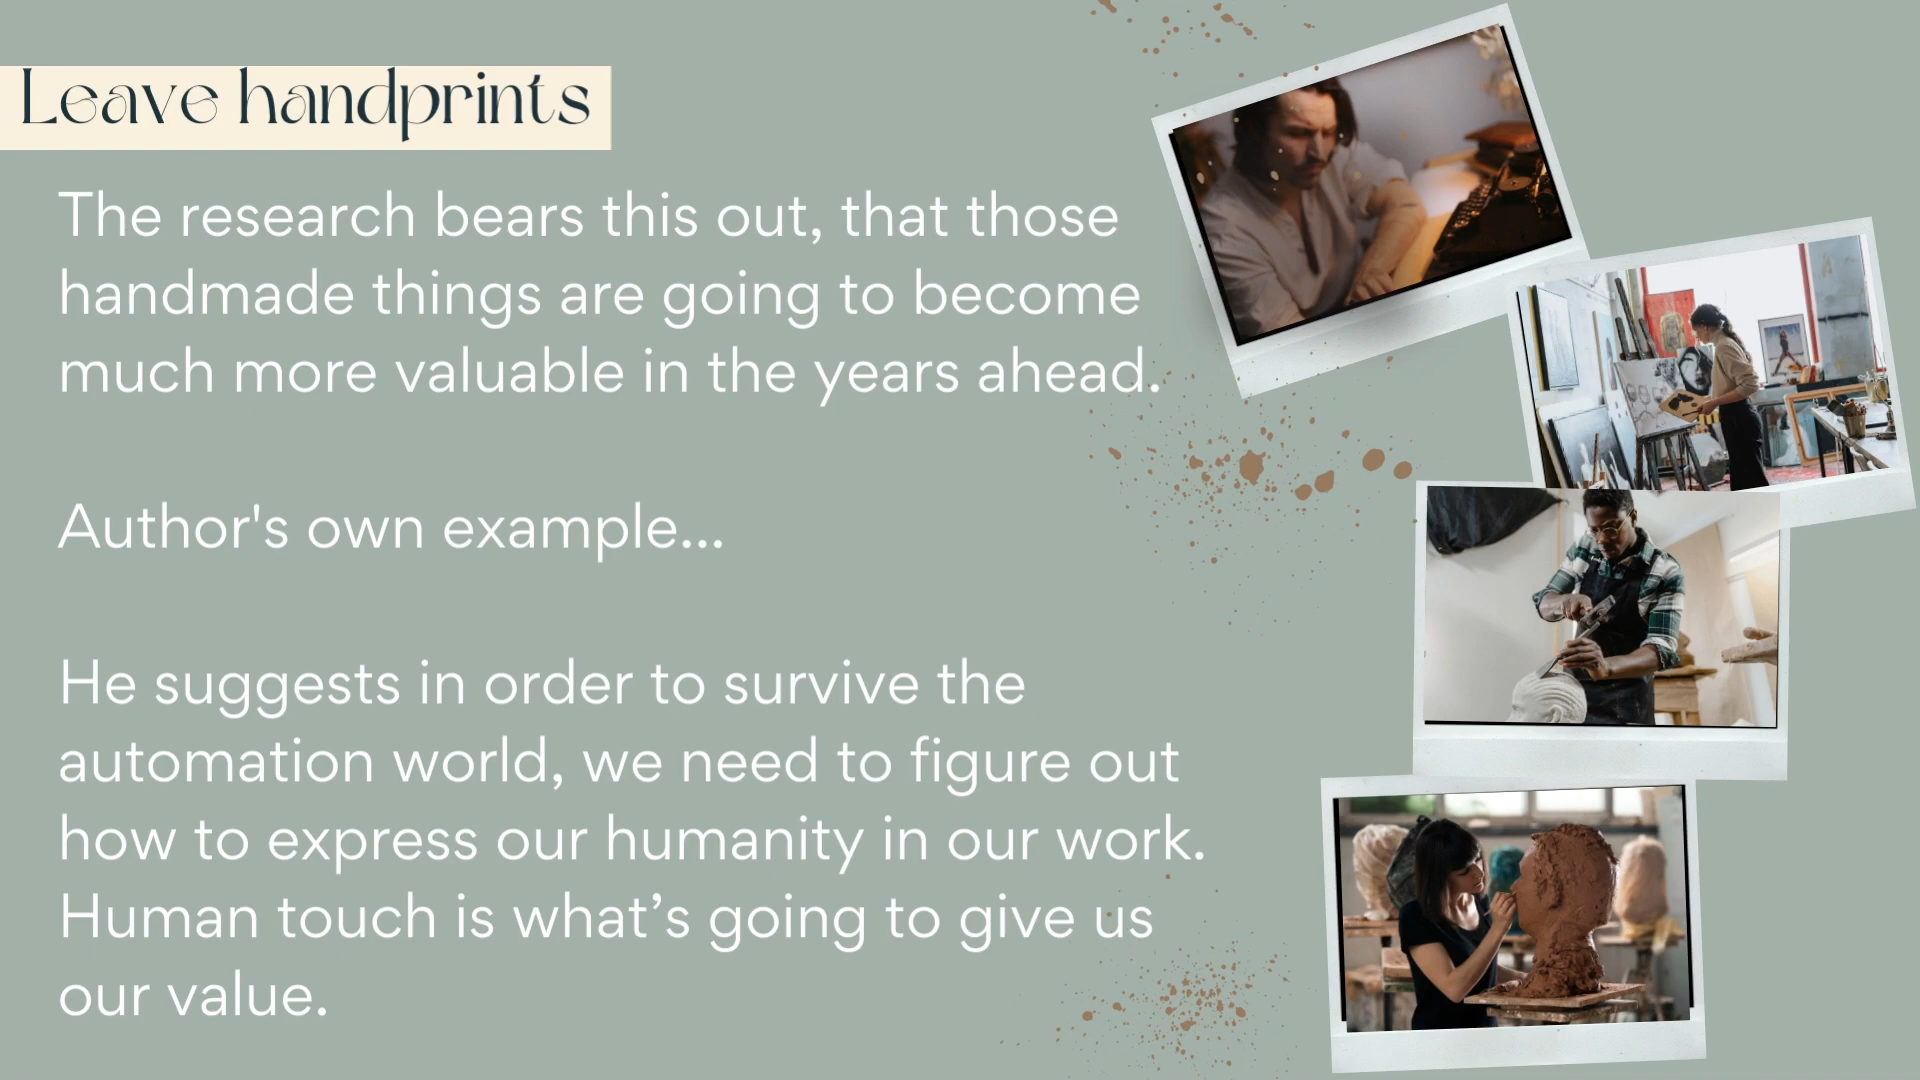 Leave handprints
The research bears this out, that those
handmade things are going to become
much more valuable in the years ahead.
Author's own example...
He suggests in order to survive the
automation world, we need to figure out
how to express our humanity in our work.
Human touch is what’s going to give us
our value.